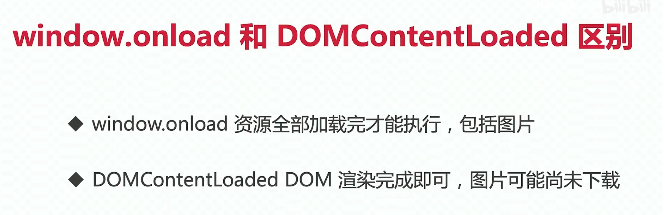 bilibili
window.onload 和 DOMContentLoaded 区别
◆ window.onload 资源全部加载完才能执行，包括图片
◆ DOMContentLoaded DOM 渲染完成即可，图片可能尚未下载